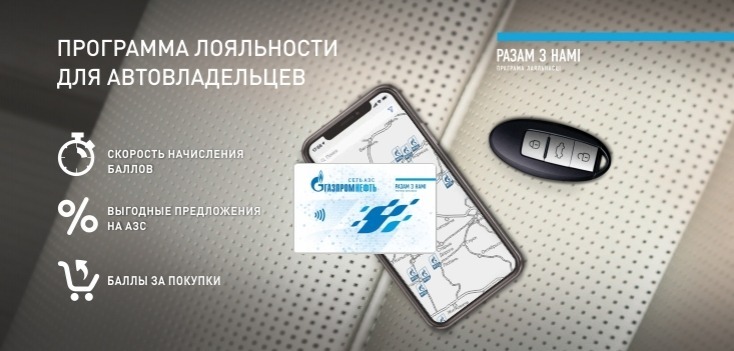 ПРОГРАММА ЛОЯЛЬНОСТИ
ДЛЯ АВТОВЛАДЕЛЬЦЕВ
РАЗАМ З НАМІ
ПРАГРАМА ЛАЯЛЬНАСЦІ
СКОРОСТЬ НАЧИСЛЕНИЯ
БАЛЛОВ
ВЫГОДНЫЕ ПРЕДЛОЖЕНИЯ
НА АЗС
БАЛЛЫ ЗА ПОКУПКИ
СЕТЬ АЗС
ГАЗПРОМНЕФТЬ
РАЗАМ З НАМІ